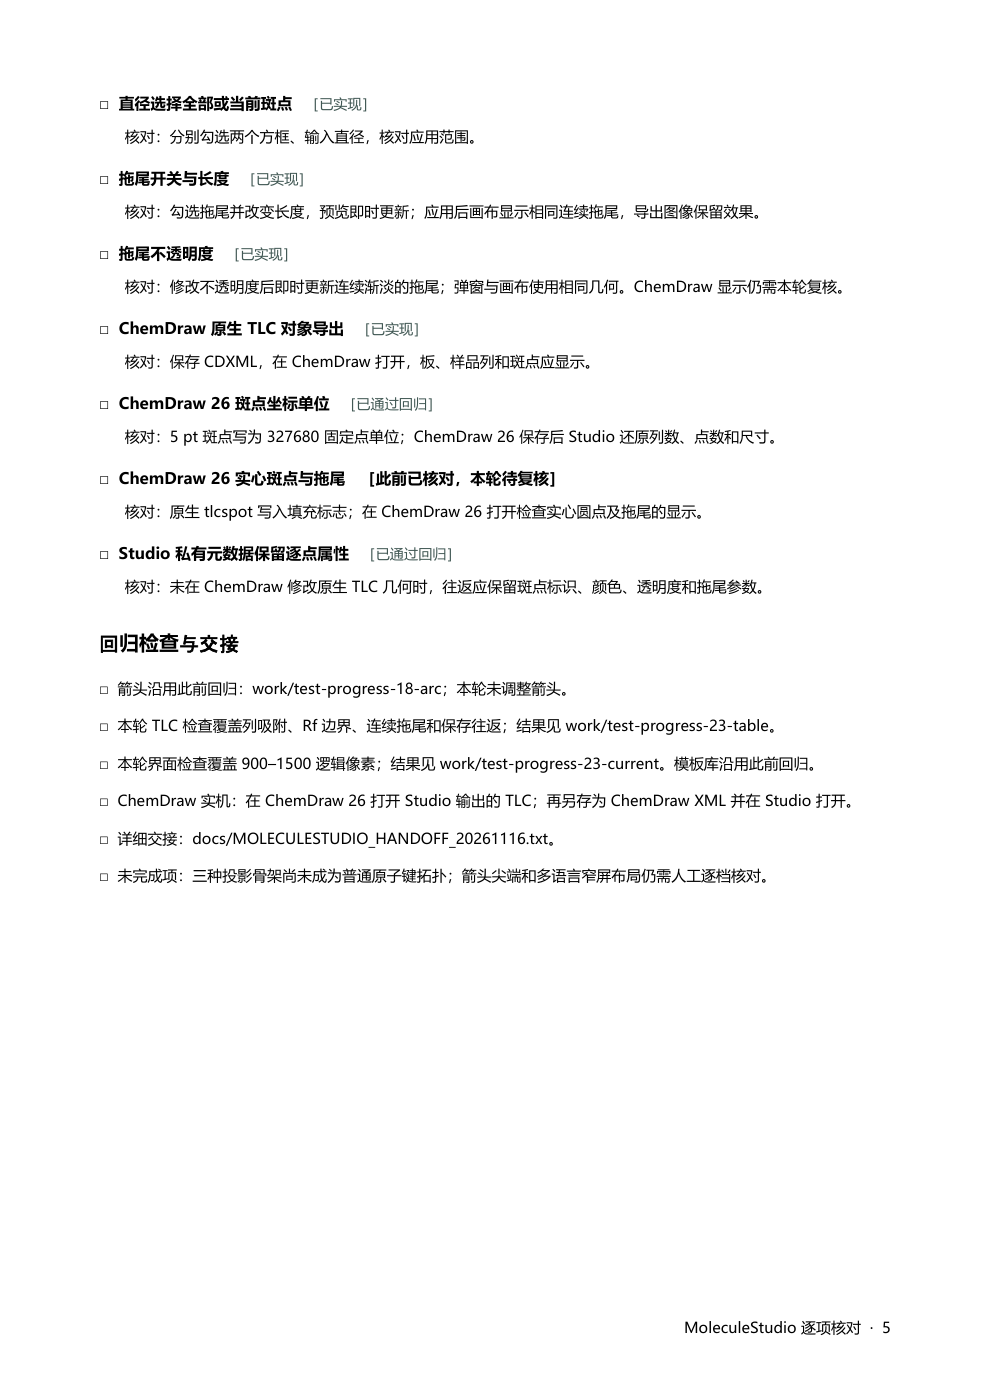 □ 直径选择全部或当前斑点 [已实现]
核对：分别勾选两个方框、输入直径，核对应用范围。
□ 拖尾开关与长度 [已实现]
核对：勾选拖尾并改变长度，预览即时更新；应用后画布显示相同连续拖尾，导出图像保留效果。
□ 拖尾不透明度 [已实现]
核对：修改不透明度后即时更新连续渐淡的拖尾；弹窗与画布使用相同几何。ChemDraw 显示仍需本轮复核。
□ ChemDraw 原生 TLC 对象导出 [已实现]
核对：保存 CDXML，在 ChemDraw 打开，板、样品列和斑点应显示。
□ ChemDraw 26 斑点坐标单位 [已通过回归]
核对：5 pt 斑点写为 327680 固定点单位；ChemDraw 26 保存后 Studio 还原列数、点数和尺寸。
□ ChemDraw 26 实心斑点与拖尾 [此前已核对，本轮待复核]
核对：原生 tlcspot 写入填充标志；在 ChemDraw 26 打开检查实心圆点及拖尾的显示。
□ Studio 私有元数据保留逐点属性 [已通过回归]
核对：未在 ChemDraw 修改原生 TLC 几何时，往返应保留斑点标识、颜色、透明度和拖尾参数。
回归检查与交接
□ 箭头沿用此前回归：work/test-progress-18-arc；本轮未调整箭头。
□ 本轮 TLC 检查覆盖列吸附、Rf 边界、连续拖尾和保存往返；结果见 work/test-progress-23-table。
□ 本轮界面检查覆盖 900–1500 逻辑像素；结果见 work/test-progress-23-current。模板库沿用此前回归。
□ ChemDraw 实机：在 ChemDraw 26 打开 Studio 输出的 TLC；再另存为 ChemDraw XML 并在 Studio 打开。
□ 详细交接：docs/MOLECULESTUDIO_HANDOFF_20261116.txt。
□ 未完成项：三种投影骨架尚未成为普通原子键拓扑；箭头尖端和多语言窄屏布局仍需人工逐档核对。
MoleculeStudio 逐项核对 · 5